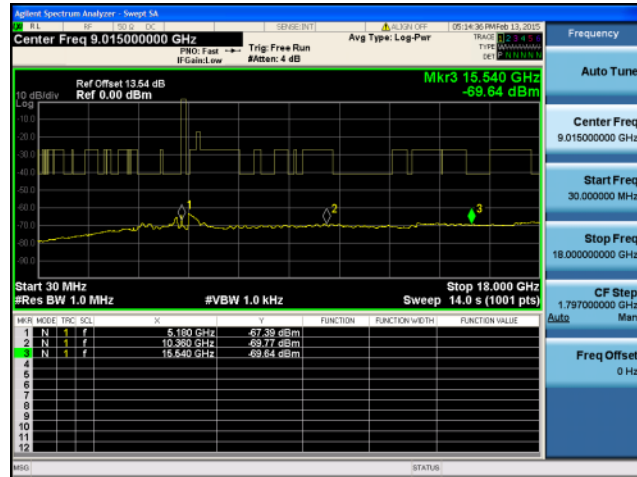 Agilent Spectrum Analyzer - Swept SA
RL RF 50 Ω DC SENSE:INT ALIGN OFF 05:14:36 PM Feb 13, 2015
Center Freq 9.015000000 GHz
PNO: Fast
IFGain:Low
Trig: Free Run
#Atten: 4 dB
Avg Type: Log-Pwr
TRACE 1 2 3 4 5 6
TYPE
DET P N N N N N
Ref Offset 13.54 dB
Ref 0.00 dBm
10 dB/div
Log
Mkr3 15.540 GHz
-69.64 dBm
-10.0
-20.0
-30.0
-40.0
-50.0
-60.0
-70.0
-80.0
-90.0
1
2
3
Start 30 MHz
Stop 18.000 GHz
#Res BW 1.0 MHz
#VBW 1.0 kHz
Sweep 14.0 s (1001 pts)
MKR MODE TRC SCL X Y FUNCTION FUNCTION WIDTH FUNCTION VALUE
1 N 1 f 5.180 GHz -67.39 dBm
2 N 1 f 10.360 GHz -69.77 dBm
3 N 1 f 15.540 GHz -69.64 dBm
4
5
6
7
8
9
10
11
12
MSG
STATUS
Frequency
Auto Tune
Center Freq
9.015000000 GHz
Start Freq
30.000000 MHz
Stop Freq
18.000000000 GHz
CF Step
1.797000000 GHz
Auto Man
Freq Offset
0 Hz